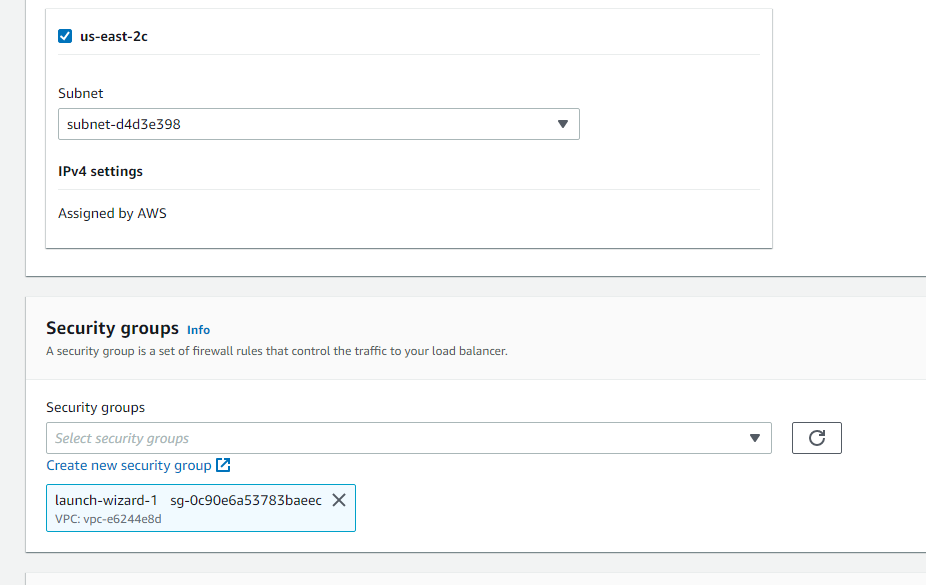 us-east-2c
Subnet
subnet-d4d3e398
IPv4 settings
Assigned by AWS
Security groups Info
A security group is a set of firewall rules that control the traffic to your load balancer.
Security groups
Select security groups
Create new security group
launch-wizard-1 sg-0c90e6a53783baeec
VPC: vpc-e6244e8d